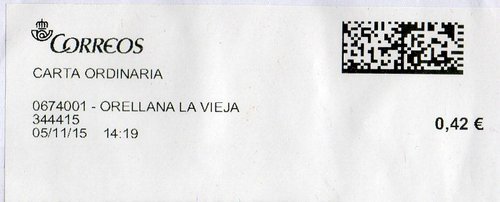 CORREOS
CARTA ORDINARIA
0674001 - ORELLANA LA VIEJA
344415
05/11/15 14:19
0,42 €